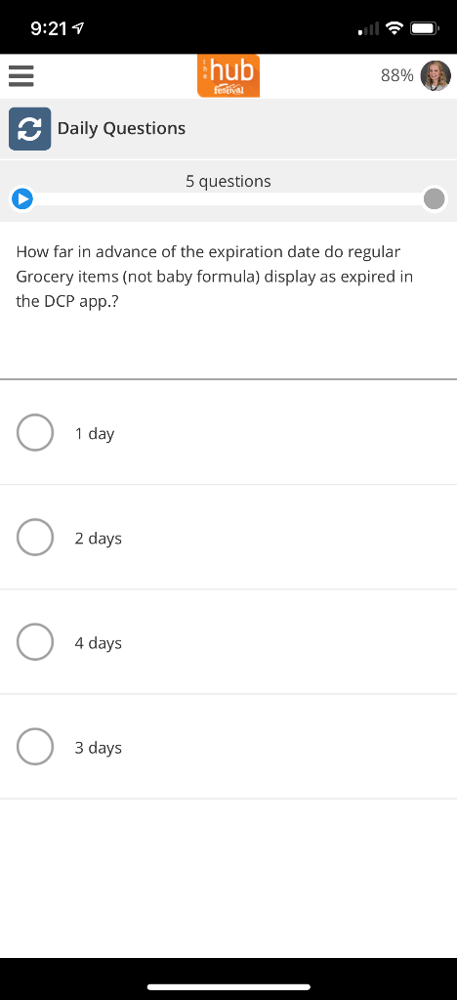 9:21
the
hub
festival
88%
Daily Questions
5 questions
How far in advance of the expiration date do regular
Grocery items (not baby formula) display as expired in
the DCP app.?
1 day
2 days
4 days
3 days